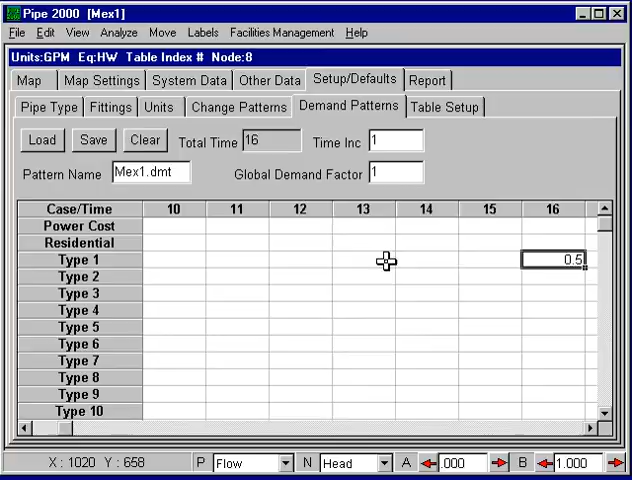 Pipe 2000 [Mex1]
File Edit View Analyze Move Labels Facilities Management Help
Units:GPM Eq:HW Table Index # Node:8
Map Map Settings System Data Other Data Setup/Defaults Report
Pipe Type Fittings Units Change Patterns Demand Patterns Table Setup
Load Save Clear Total Time 16 Time Inc 1
Pattern Name Mex1.dmt Global Demand Factor 1
Case/Time 10 11 12 13 14 15 16
Power Cost
Residential
Type 1 0.5
Type 2
Type 3
Type 4
Type 5
Type 6
Type 7
Type 8
Type 9
Type 10
X : 1020 Y : 658 P Flow N Head A .000 B 1.000